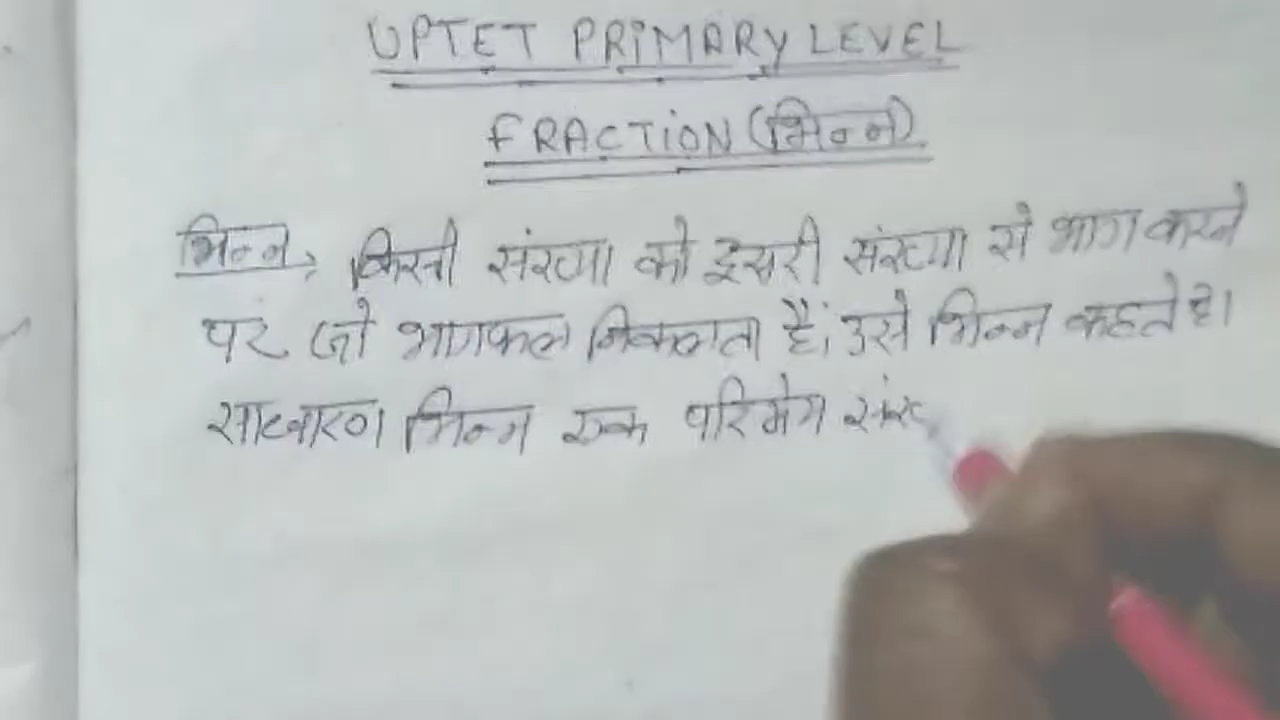 UPTET PRIMARY LEVEL
FRACTION (भिन्न)
भिन्न; किसी संख्या को दूसरी संख्या से भाग करने
पर जो भागफल निकलता है, उसे भिन्न कहते है।
साधारण भिन्न एक परिमेय